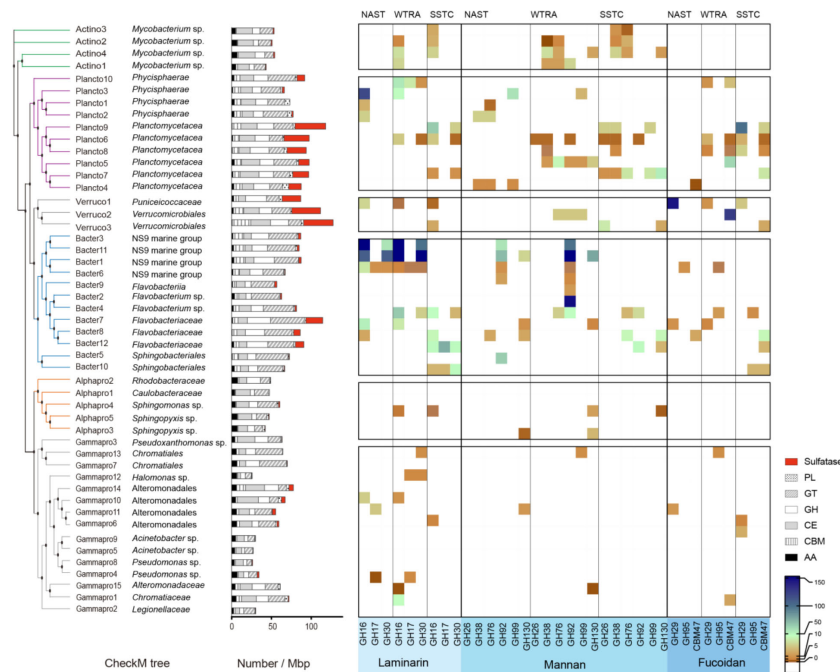 NAST WTRA SSTC NAST WTRA SSTC NAST WTRA SSTC
Actino3 Mycobacterium sp.
Actino2 Mycobacterium sp.
Actino4 Mycobacterium sp.
Actino1 Mycobacterium sp.
Plancto10 Phycisphaerae
Plancto3 Phycisphaerae
Plancto1 Phycisphaerae
Plancto2 Phycisphaerae
Plancto9 Planctomycetacea
Plancto6 Planctomycetacea
Plancto8 Planctomycetacea
Plancto5 Planctomycetacea
Plancto7 Planctomycetacea
Plancto4 Planctomycetacea
Verruco1 Puniceicoccaceae
Verruco2 Verrucomicrobiales
Verruco3 Verrucomicrobiales
Bacter3 NS9 marine group
Bacter11 NS9 marine group
Bacter1 NS9 marine group
Bacter6 NS9 marine group
Bacter9 Flavobacteriia
Bacter2 Flavobacterium sp.
Bacter4 Flavobacterium sp.
Bacter7 Flavobacteriaceae
Bacter8 Flavobacteriaceae
Bacter12 Flavobacteriaceae
Bacter5 Sphingobacteriales
Bacter10 Sphingobacteriales
Alphapro2 Rhodobacteraceae
Alphapro1 Caulobacteraceae
Alphapro4 Sphingomonas sp.
Alphapro5 Sphingopyxis sp.
Alphapro3 Sphingopyxis sp.
Gammapro3 Pseudoxanthomonas sp.
Gammapro13 Chromatiales
Gammapro7 Chromatiales
Gammapro12 Halomonas sp.
Gammapro14 Alteromonadales
Gammapro10 Alteromonadales
Gammapro11 Alteromonadales
Gammapro6 Alteromonadales
Gammapro9 Acinetobacter sp.
Gammapro5 Acinetobacter sp.
Gammapro8 Pseudomonas sp.
Gammapro4 Pseudomonas sp.
Gammapro15 Alteromonadaceae
Gammapro1 Chromatiaceae
Gammapro2 Legionellaceae
Sulfatase
PL
GT
GH
CE
CBM
AA
150
100
50
10
5
0
0 50 100
GH16 GH17 GH30 GH16 GH17 GH30 GH16 GH17 GH30 GH26 GH38 GH76 GH92 GH99 GH130 GH26 GH38 GH76 GH92 GH99 GH130 GH26 GH38 GH76 GH92 GH99 GH130 GH29 GH95 CBM47 GH29 GH95 CBM47 GH29 GH95 CBM47
CheckM tree Number / Mbp Laminarin Mannan Fucoidan